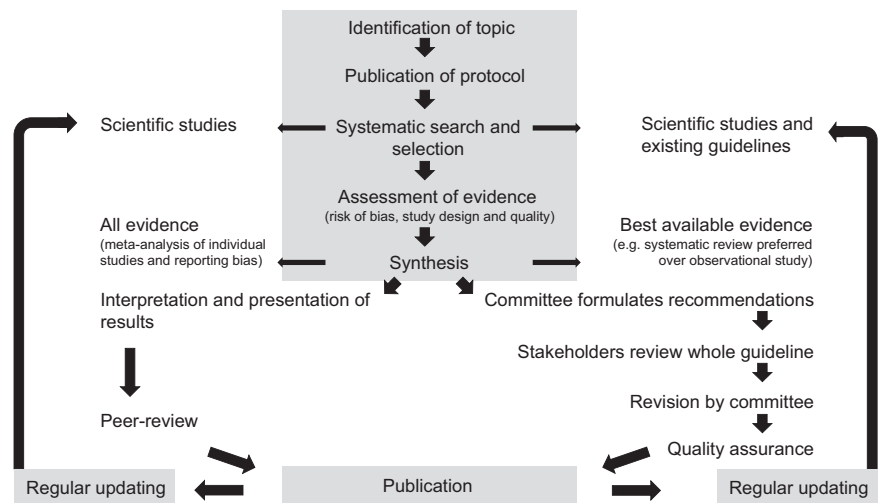 Identification of topic
Publication of protocol
Scientific studies
Systematic search and
selection
Scientific studies and
existing guidelines
Assessment of evidence
(risk of bias, study design and quality)
All evidence
(meta-analysis of individual
studies and reporting bias)
Synthesis
Best available evidence
(e.g. systematic review preferred
over observational study)
Interpretation and presentation of
results
Committee formulates recommendations
Stakeholders review whole guideline
Revision by committee
Peer-review
Quality assurance
Regular updating
Publication
Regular updating